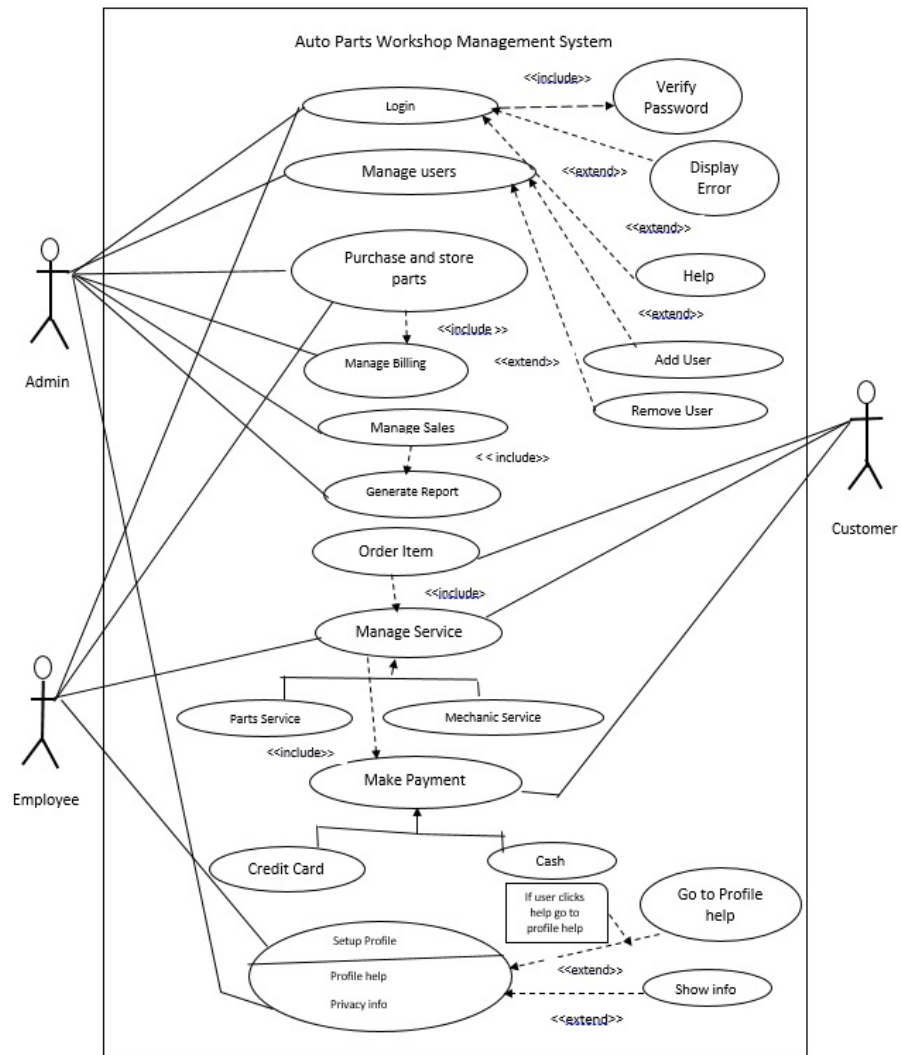 Auto Parts Workshop Management System
<<include>>
Verify
Password
Login
<<extend>>
Display
Error
Manage users
<<extend>>
Purchase and store
parts
Help
<<include >>
<<extend>>
Manage Billing
<<extend>>
Add User
Admin
Remove User
Manage Sales
< < include>>
Generate Report
Customer
Order Item
<<include>
Manage Service
Parts Service
Mechanic Service
<<include>>
Make Payment
Employee
Credit Card
Cash
If user clicks
help go to
profile help
Go to Profile
help
Setup Profile
<<extend>>
Profile help
Privacy info
Show info
<<extend>>